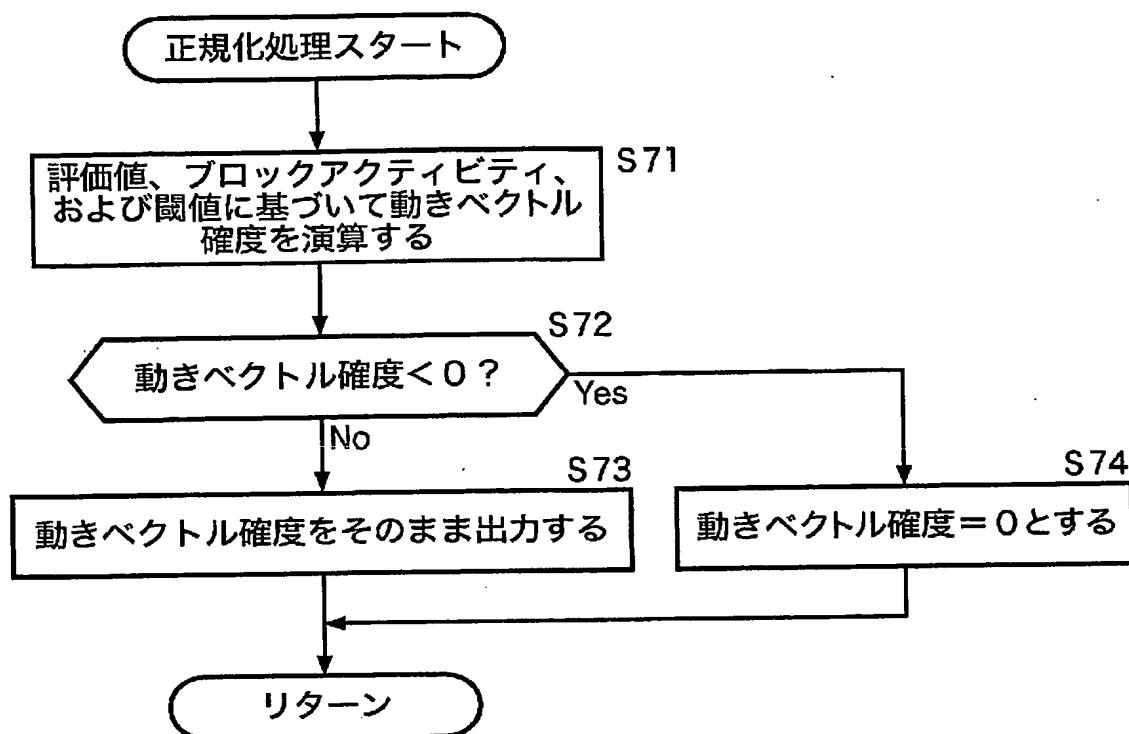 正規化処理スタート
S71
評価値、ブロックアクティビティ、
および閾値に基づいて動きベクトル
確度を演算する
S72
動きベクトル確度<0?
Yes
No
S73
動きベクトル確度をそのまま出力する
S74
動きベクトル確度=0とする
リターン